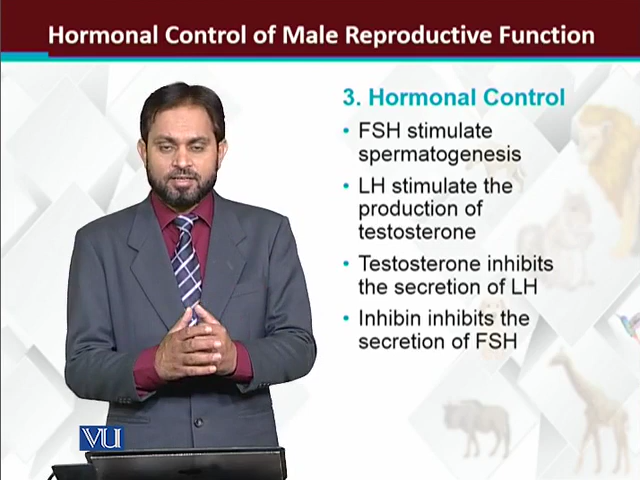 Hormonal Control of Male Reproductive Function
3. Hormonal Control
• FSH stimulate
spermatogenesis
• LH stimulate the
production of
testosterone
• Testosterone inhibits
the secretion of LH
• Inhibin inhibits the
secretion of FSH
VU